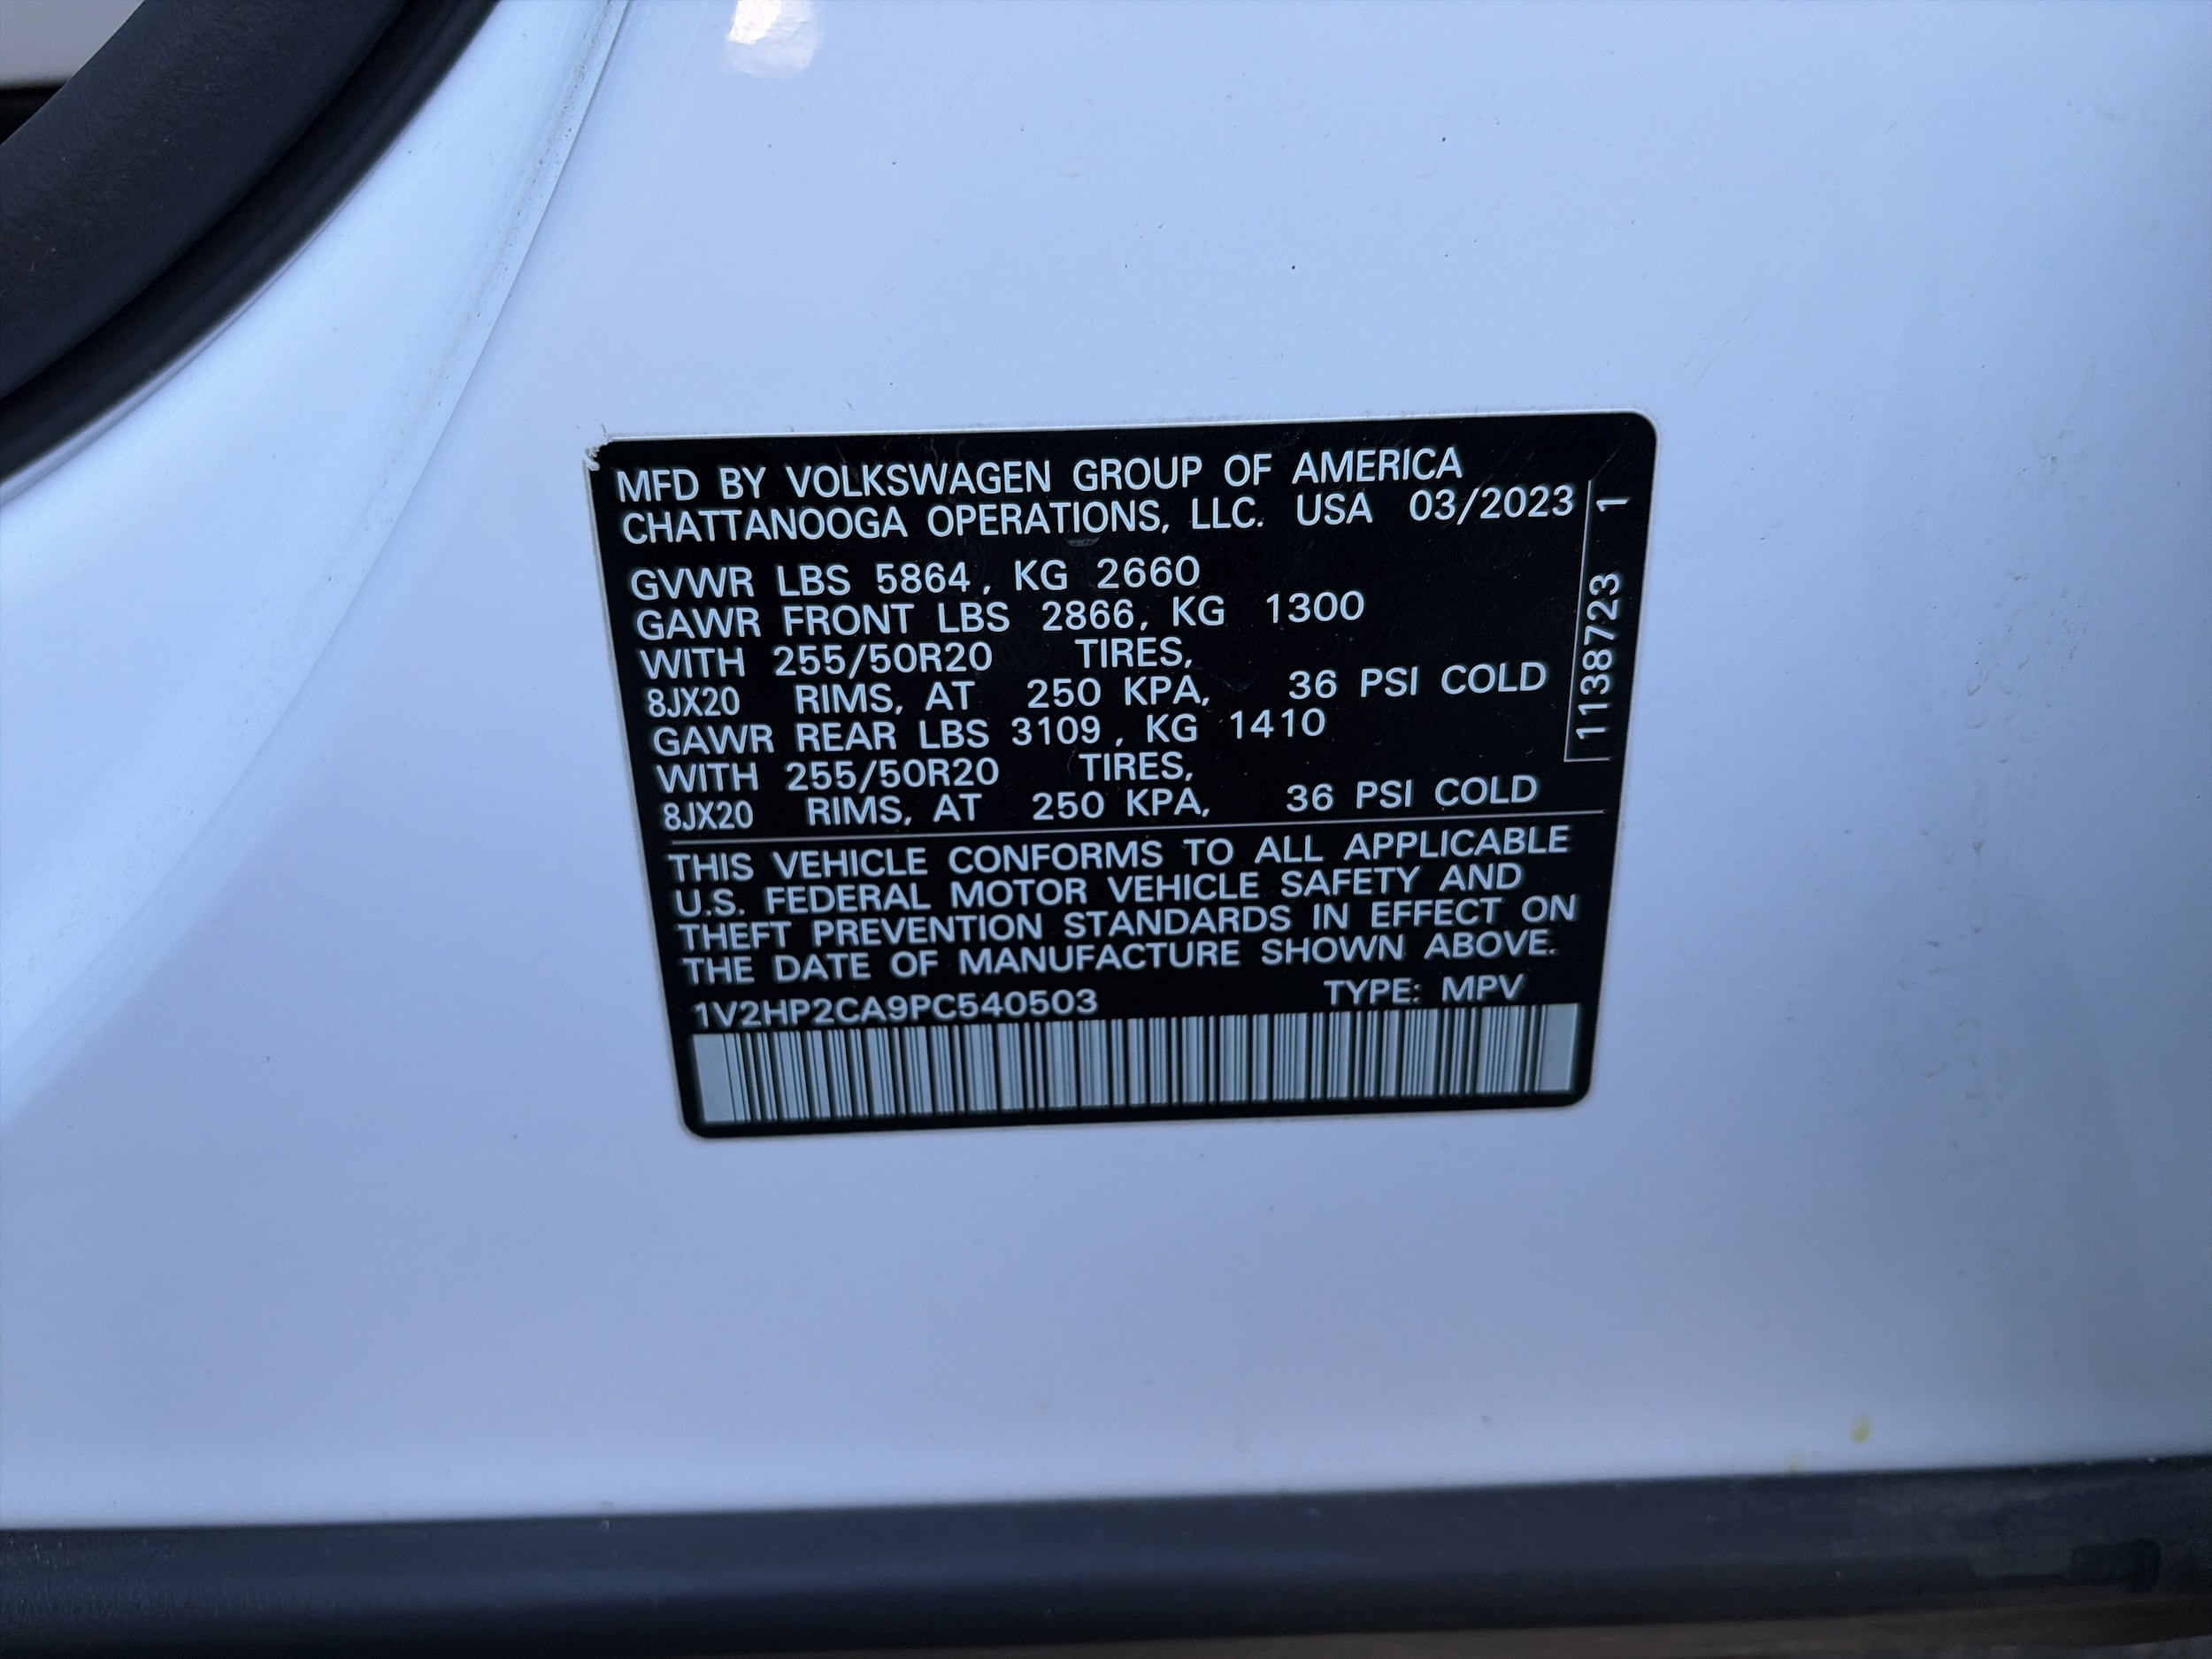 MFD BY VOLKSWAGEN GROUP OF AMERICA
CHATTANOOGA OPERATIONS, LLC. USA 03/2023
GVWR LBS 5864, KG 2660
GAWR FRONT LBS 2866, KG 1300
WITH 255/50R20 TIRES,
8JX20 RIMS, AT 250 KPA, 36 PSI COLD
GAWR REAR LBS 3109, KG 1410
WITH 255/50R20 TIRES,
8JX20 RIMS, AT 250 KPA, 36 PSI COLD
1138723 1
THIS VEHICLE CONFORMS TO ALL APPLICABLE
U.S. FEDERAL MOTOR VEHICLE SAFETY AND
THEFT PREVENTION STANDARDS IN EFFECT ON
THE DATE OF MANUFACTURE SHOWN ABOVE.
1V2HP2CA9PC540503 TYPE: MPV